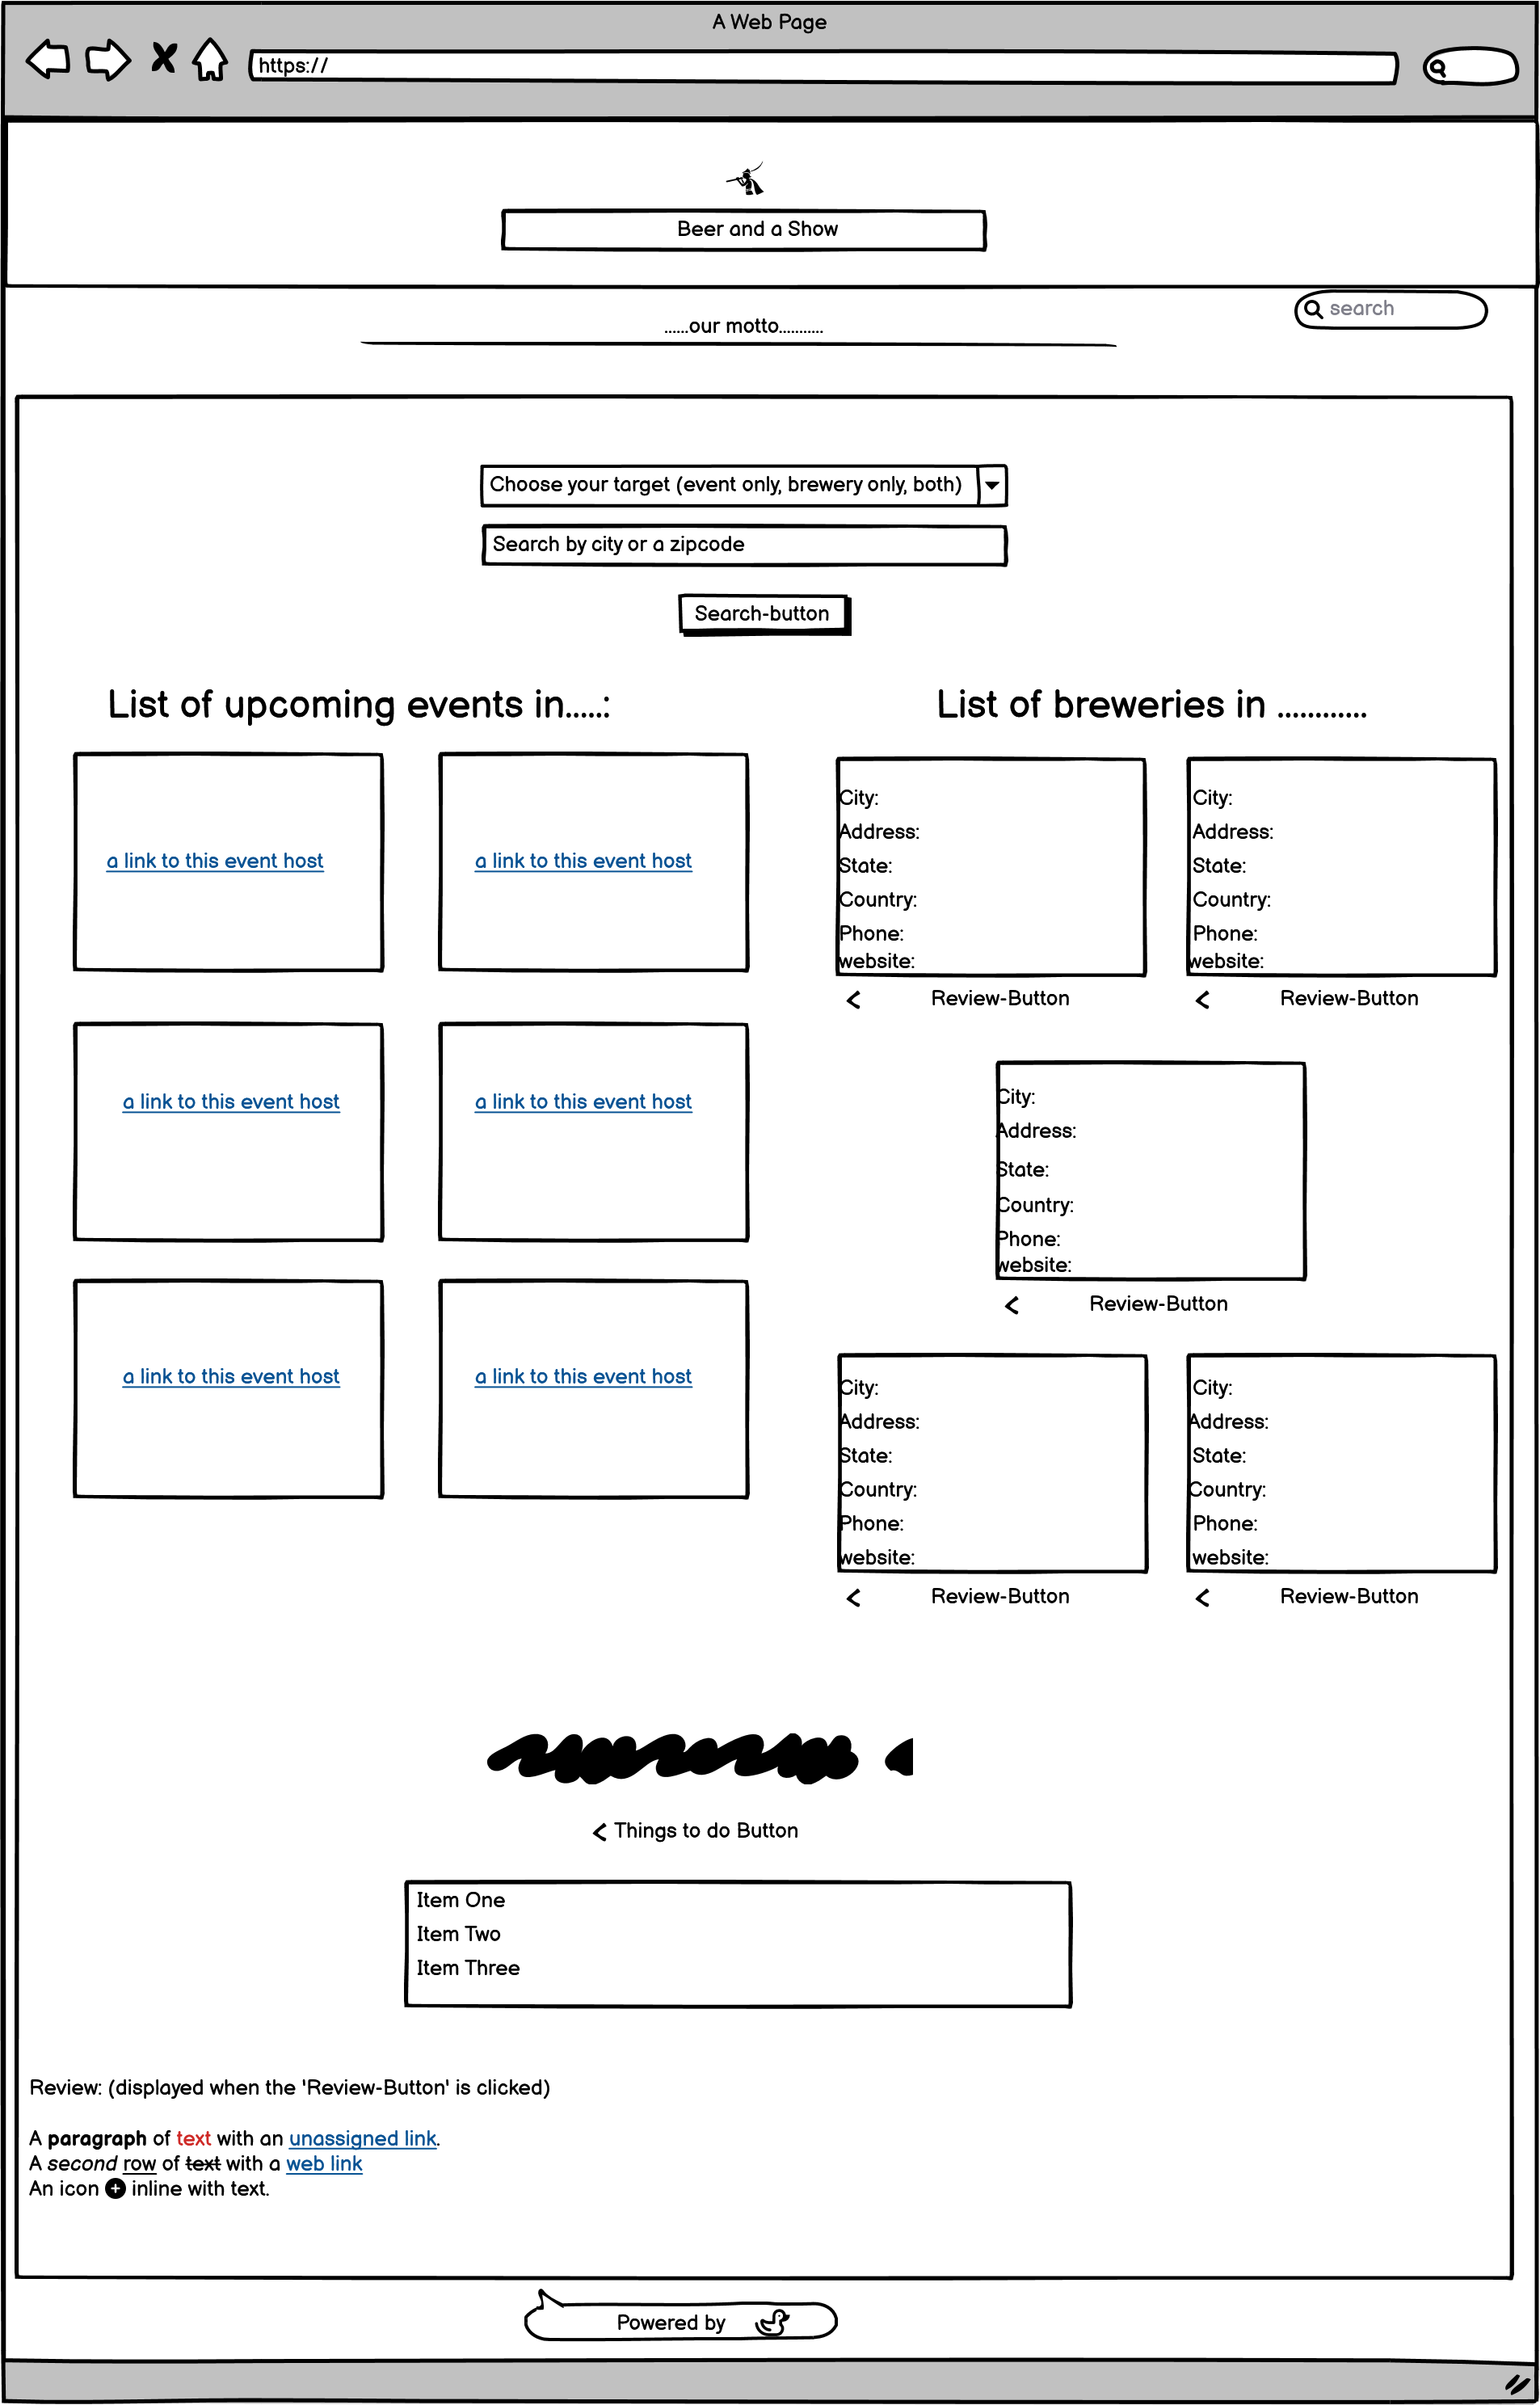 A Web Page
https://
Beer and a Show
search
......our motto...........
Choose your target (event only, brewery only, both)
Search by city or a zipcode
Search-button
List of upcoming events in.....:
a link to this event host
a link to this event host
a link to this event host
a link to this event host
a link to this event host
a link to this event host
List of breweries in ............
City:
Address:
State:
Country:
Phone:
website:
Review-Button
City:
Address:
State:
Country:
Phone:
website:
Review-Button
City:
Address:
State:
Country:
Phone:
website:
Review-Button
City:
Address:
State:
Country:
Phone:
website:
Review-Button
City:
Address:
State:
Country:
Phone:
website:
Review-Button
Things to do Button
Item One
Item Two
Item Three
Review: (displayed when the 'Review-Button' is clicked)
A paragraph of text with an unassigned link.
A second row of text with a web link
An icon inline with text.
Powered by